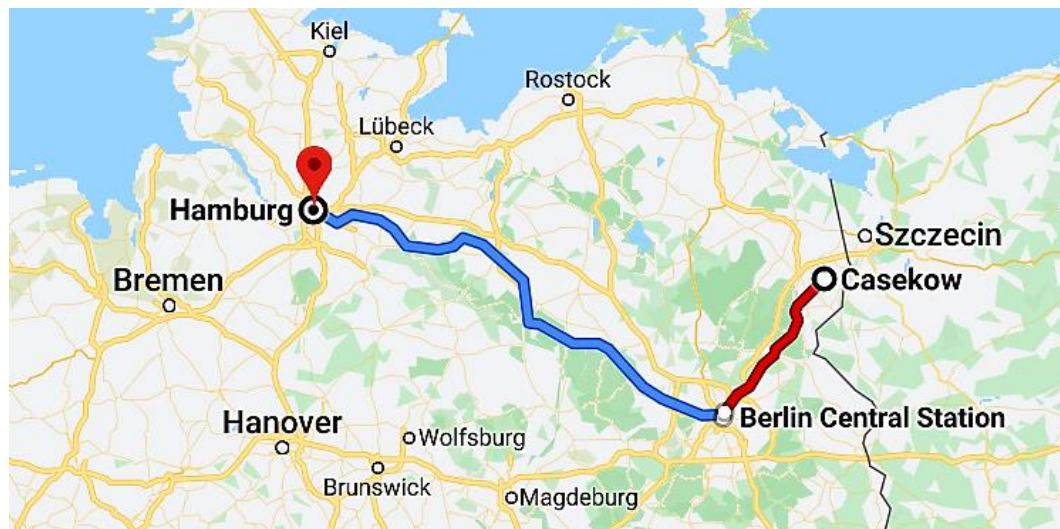 Kiel
Rostock
Lübeck
Hamburg
Szczecin
Bremen
Casekow
Hanover
Berlin Central Station
Wolfsburg
Brunswick
Magdeburg